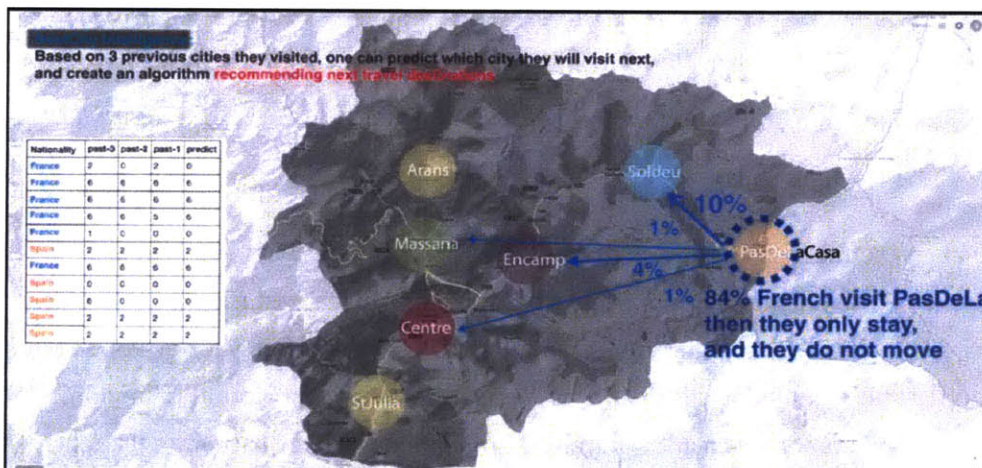 Based on 3 previous cities they visited, one can predict which city they will visit next,
and create an algorithm recommending next travel destinations
Nationality past-3 past-2 past-1 predict
France 2 0 2 0
France 6 6 6 6
France 6 6 6 6
France 6 6 5 6
France 1 0 0 0
Spain 2 2 2 2
France 6 6 6 6
Spain 0 0 0 0
Spain 6 0 0 0
Spain 2 2 2 2
Spain 2 2 2 2
Arans
Soldeu
10%
1%
Massana
PasDeLaCasa
Encamp
4%
1%
84% French visit PasDeLa
then they only stay,
and they do not move
Centre
StJulia